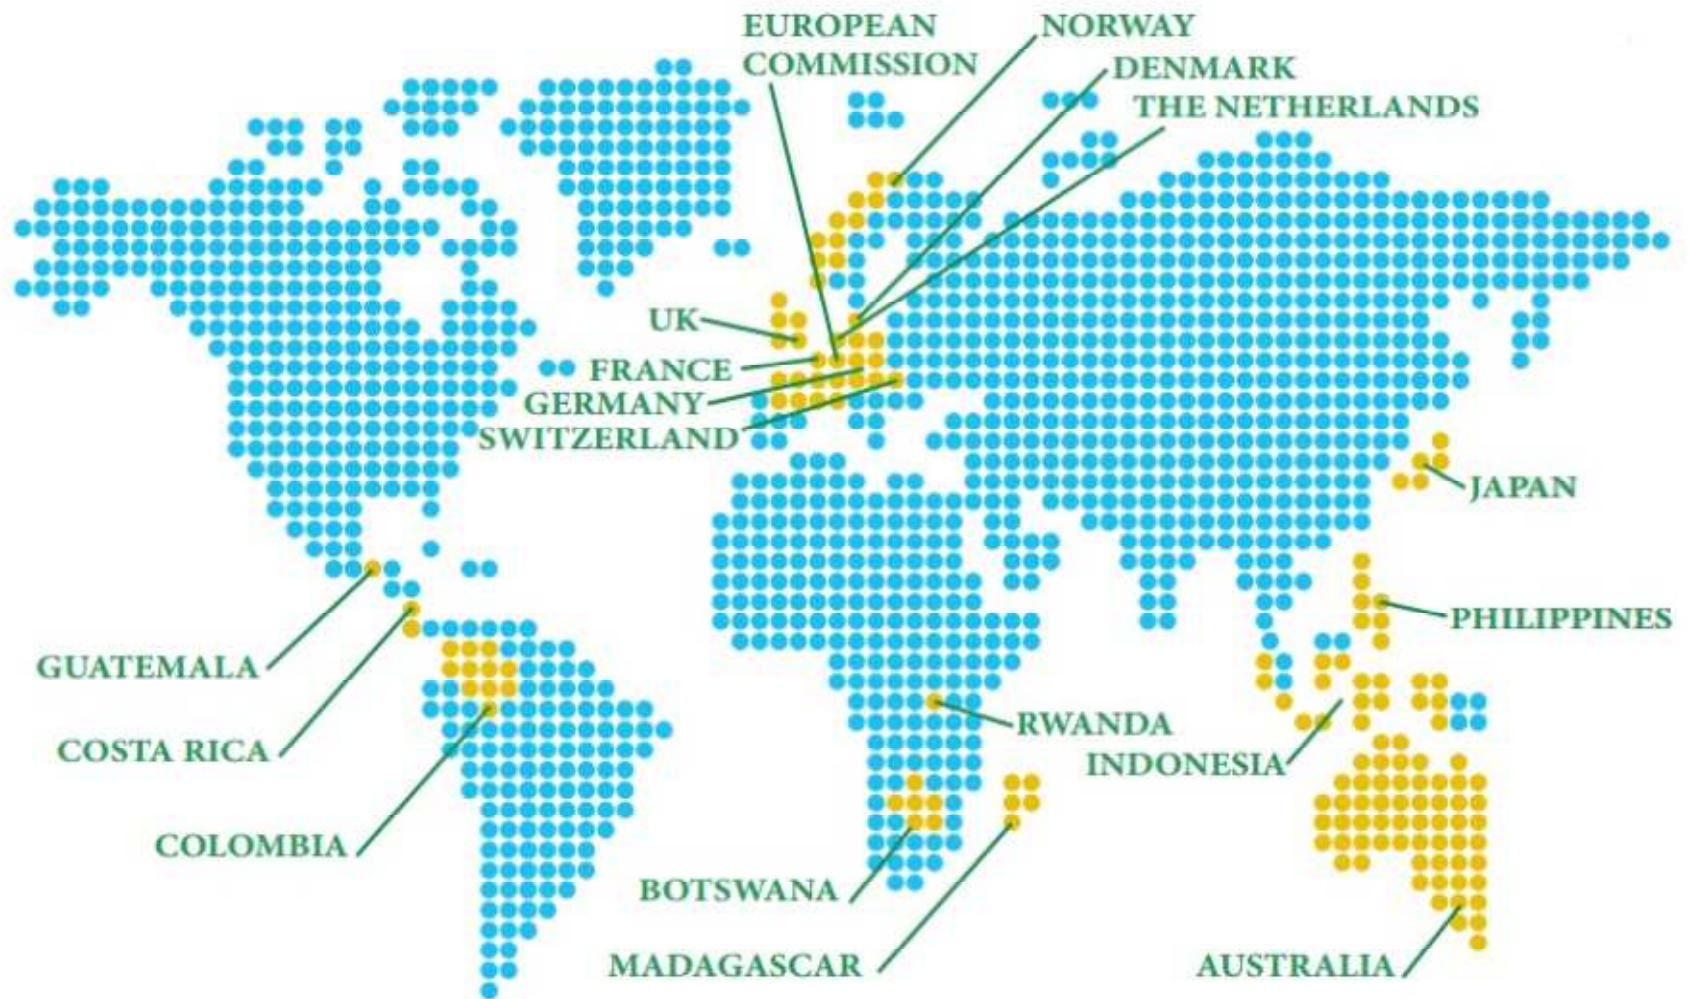 EUROPEAN
COMMISSION
NORWAY
DENMARK
THE NETHERLANDS
UK
FRANCE
GERMANY
SWITZERLAND
JAPAN
PHILIPPINES
GUATEMALA
COSTA RICA
COLOMBIA
RWANDA
INDONESIA
BOTSWANA
MADAGASCAR
AUSTRALIA